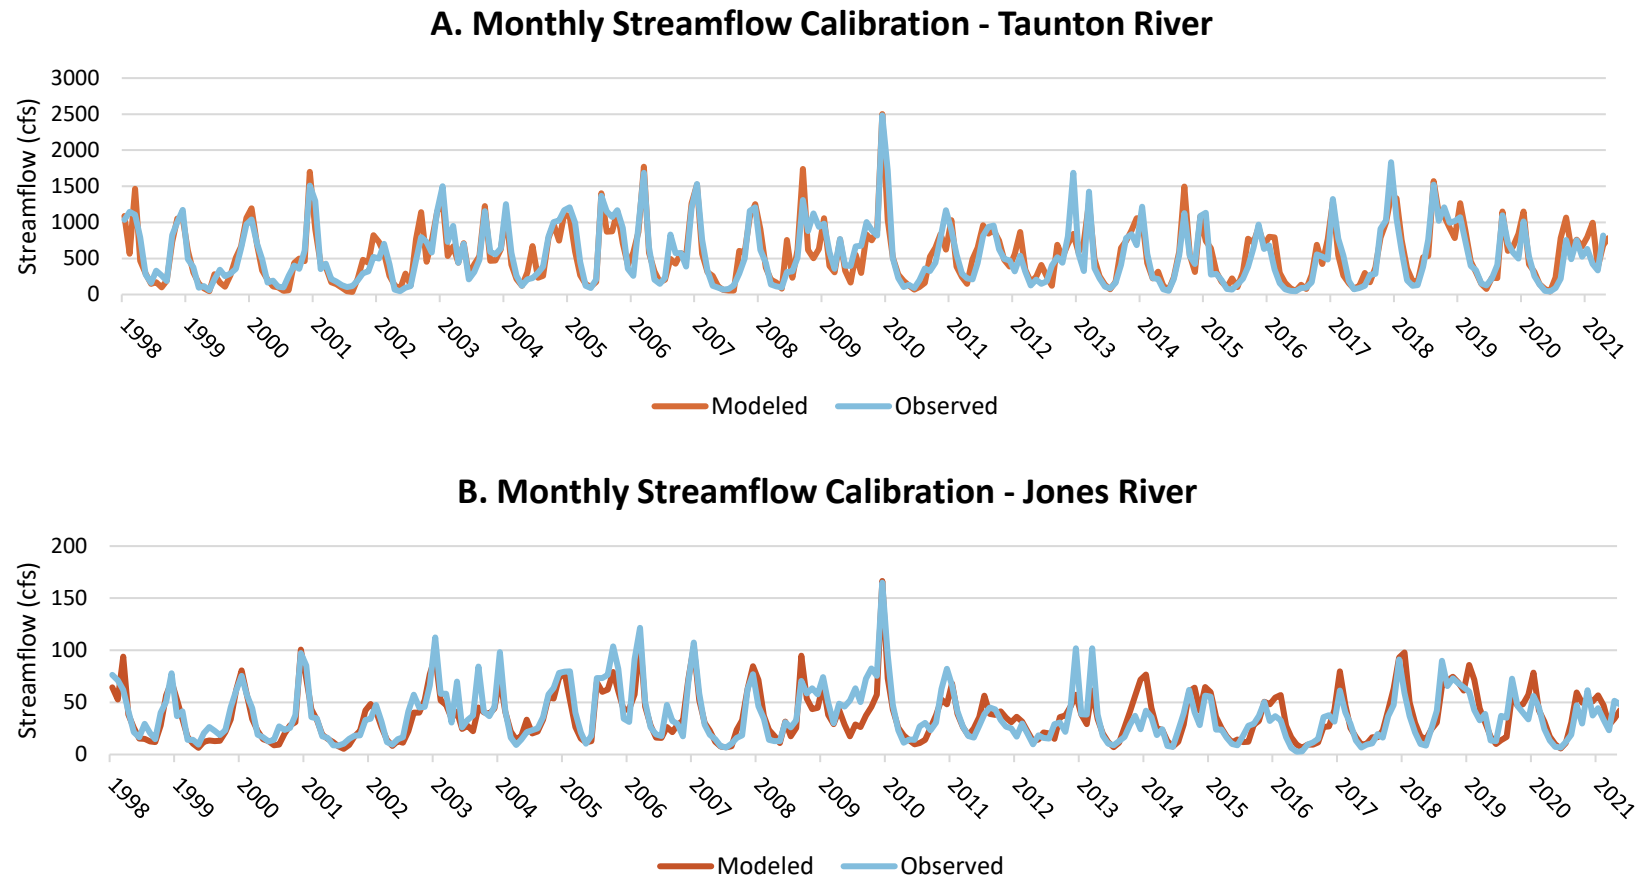 A. Monthly Streamflow Calibration - Taunton River
Streamflow (cfs)
3000
2500
2000
1500
1000
500
0
1998 1999 2000 2001 2002 2003 2004 2005 2006 2007 2008 2009 2010 2011 2012 2013 2014 2015 2016 2017 2018 2019 2020 2021
Modeled Observed
B. Monthly Streamflow Calibration - Jones River
Streamflow (cfs)
200
150
100
50
0
1998 1999 2000 2001 2002 2003 2004 2005 2006 2007 2008 2009 2010 2011 2012 2013 2014 2015 2016 2017 2018 2019 2020 2021
Modeled Observed